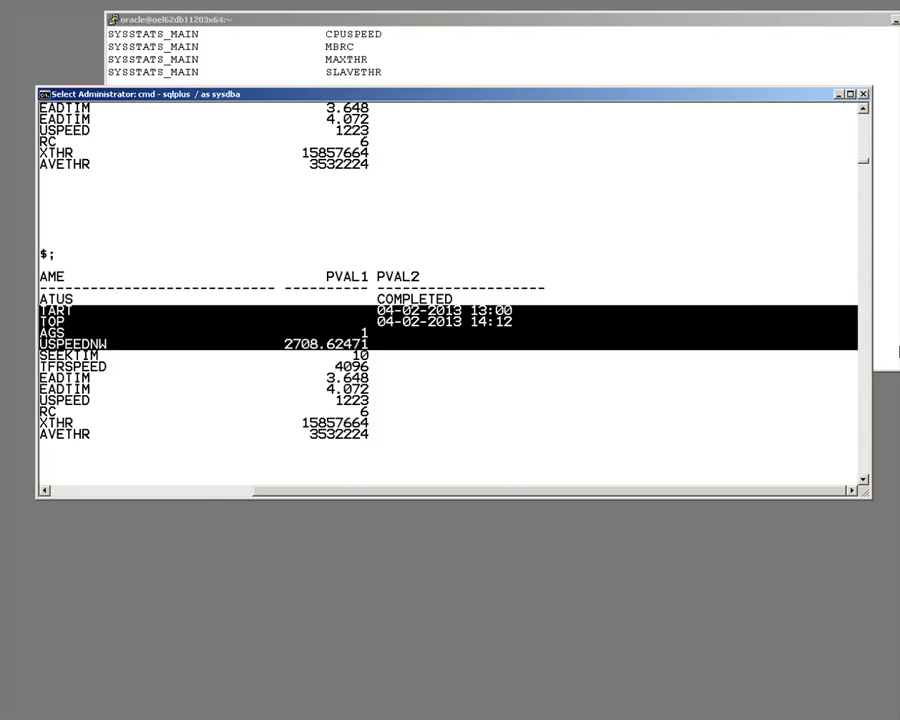 oracle@oel62db11203x64:~
SYSSTATS_MAIN CPUSPEED
SYSSTATS_MAIN MBRC
SYSSTATS_MAIN MAXTHR
SYSSTATS_MAIN SLAVETHR
Select Administrator: cmd - sqlplus / as sysdba
EADTIM 3.648
EADTIM 4.072
USPEED 1223
RC 6
XTHR 15857664
AVETHR 3532224
$;
AME PVAL1 PVAL2
------------------------------ ---------- --------------------
ATUS COMPLETED
TART 04-02-2013 13:00
TOP 04-02-2013 14:12
AGS 1
USPEEDNW 2708.62471
SEEKTIM 10
TFRSPEED 4096
EADTIM 3.648
EADTIM 4.072
USPEED 1223
RC 6
XTHR 15857664
AVETHR 3532224